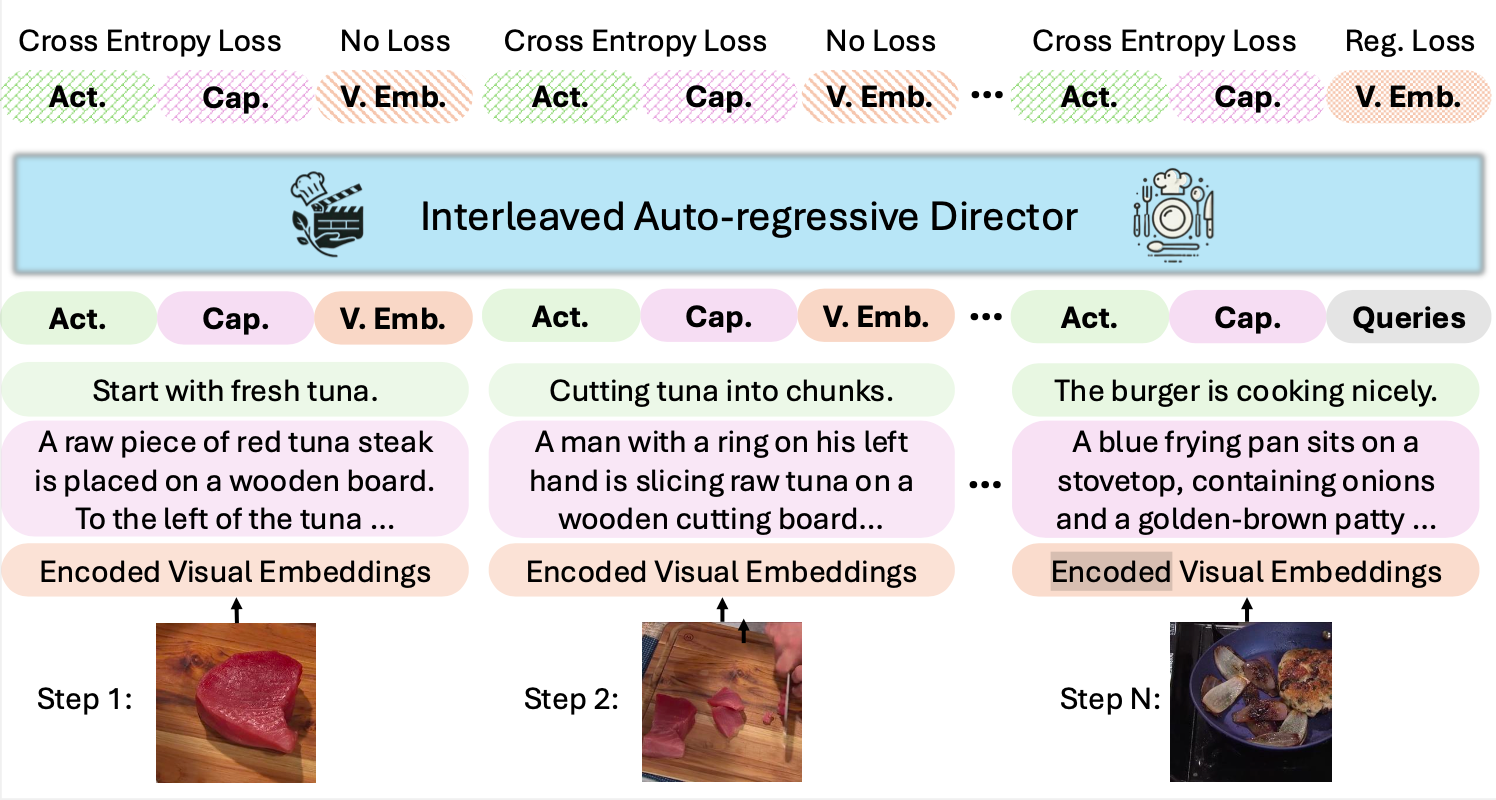 Cross Entropy Loss No Loss Cross Entropy Loss No Loss Cross Entropy Loss Reg. Loss
Act. Cap. V. Emb. Act. Cap. V. Emb. ... Act. Cap. V. Emb.
Interleaved Auto-regressive Director
Act. Cap. V. Emb. Act. Cap. V. Emb. ... Act. Cap. Queries
Start with fresh tuna.
A raw piece of red tuna steak
is placed on a wooden board.
To the left of the tuna ...
Encoded Visual Embeddings
Step 1:
Cutting tuna into chunks.
A man with a ring on his left
hand is slicing raw tuna on a
wooden cutting board...
Encoded Visual Embeddings
Step 2:
...
The burger is cooking nicely.
A blue frying pan sits on a
stovetop, containing onions
and a golden-brown patty ...
Encoded Visual Embeddings
Step N: